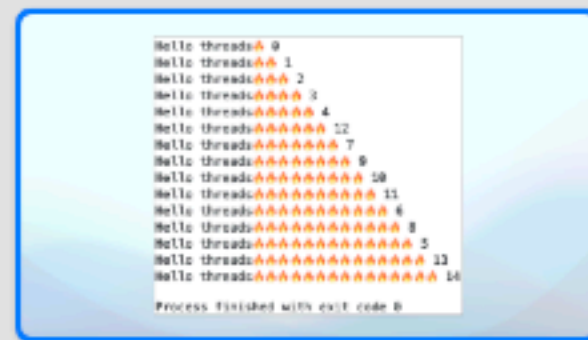 Hello threads🔥 0
Hello threads🔥🔥 1
Hello threads🔥🔥🔥 2
Hello threads🔥🔥🔥🔥 3
Hello threads🔥🔥🔥🔥🔥 4
Hello threads🔥🔥🔥🔥🔥🔥 12
Hello threads🔥🔥🔥🔥🔥🔥🔥 7
Hello threads🔥🔥🔥🔥🔥🔥🔥🔥 9
Hello threads🔥🔥🔥🔥🔥🔥🔥🔥🔥 10
Hello threads🔥🔥🔥🔥🔥🔥🔥🔥🔥🔥 11
Hello threads🔥🔥🔥🔥🔥🔥🔥🔥🔥🔥🔥 6
Hello threads🔥🔥🔥🔥🔥🔥🔥🔥🔥🔥🔥🔥 8
Hello threads🔥🔥🔥🔥🔥🔥🔥🔥🔥🔥🔥🔥🔥 5
Hello threads🔥🔥🔥🔥🔥🔥🔥🔥🔥🔥🔥🔥🔥🔥 13
Hello threads🔥🔥🔥🔥🔥🔥🔥🔥🔥🔥🔥🔥🔥🔥🔥 14
Process finished with exit code 0